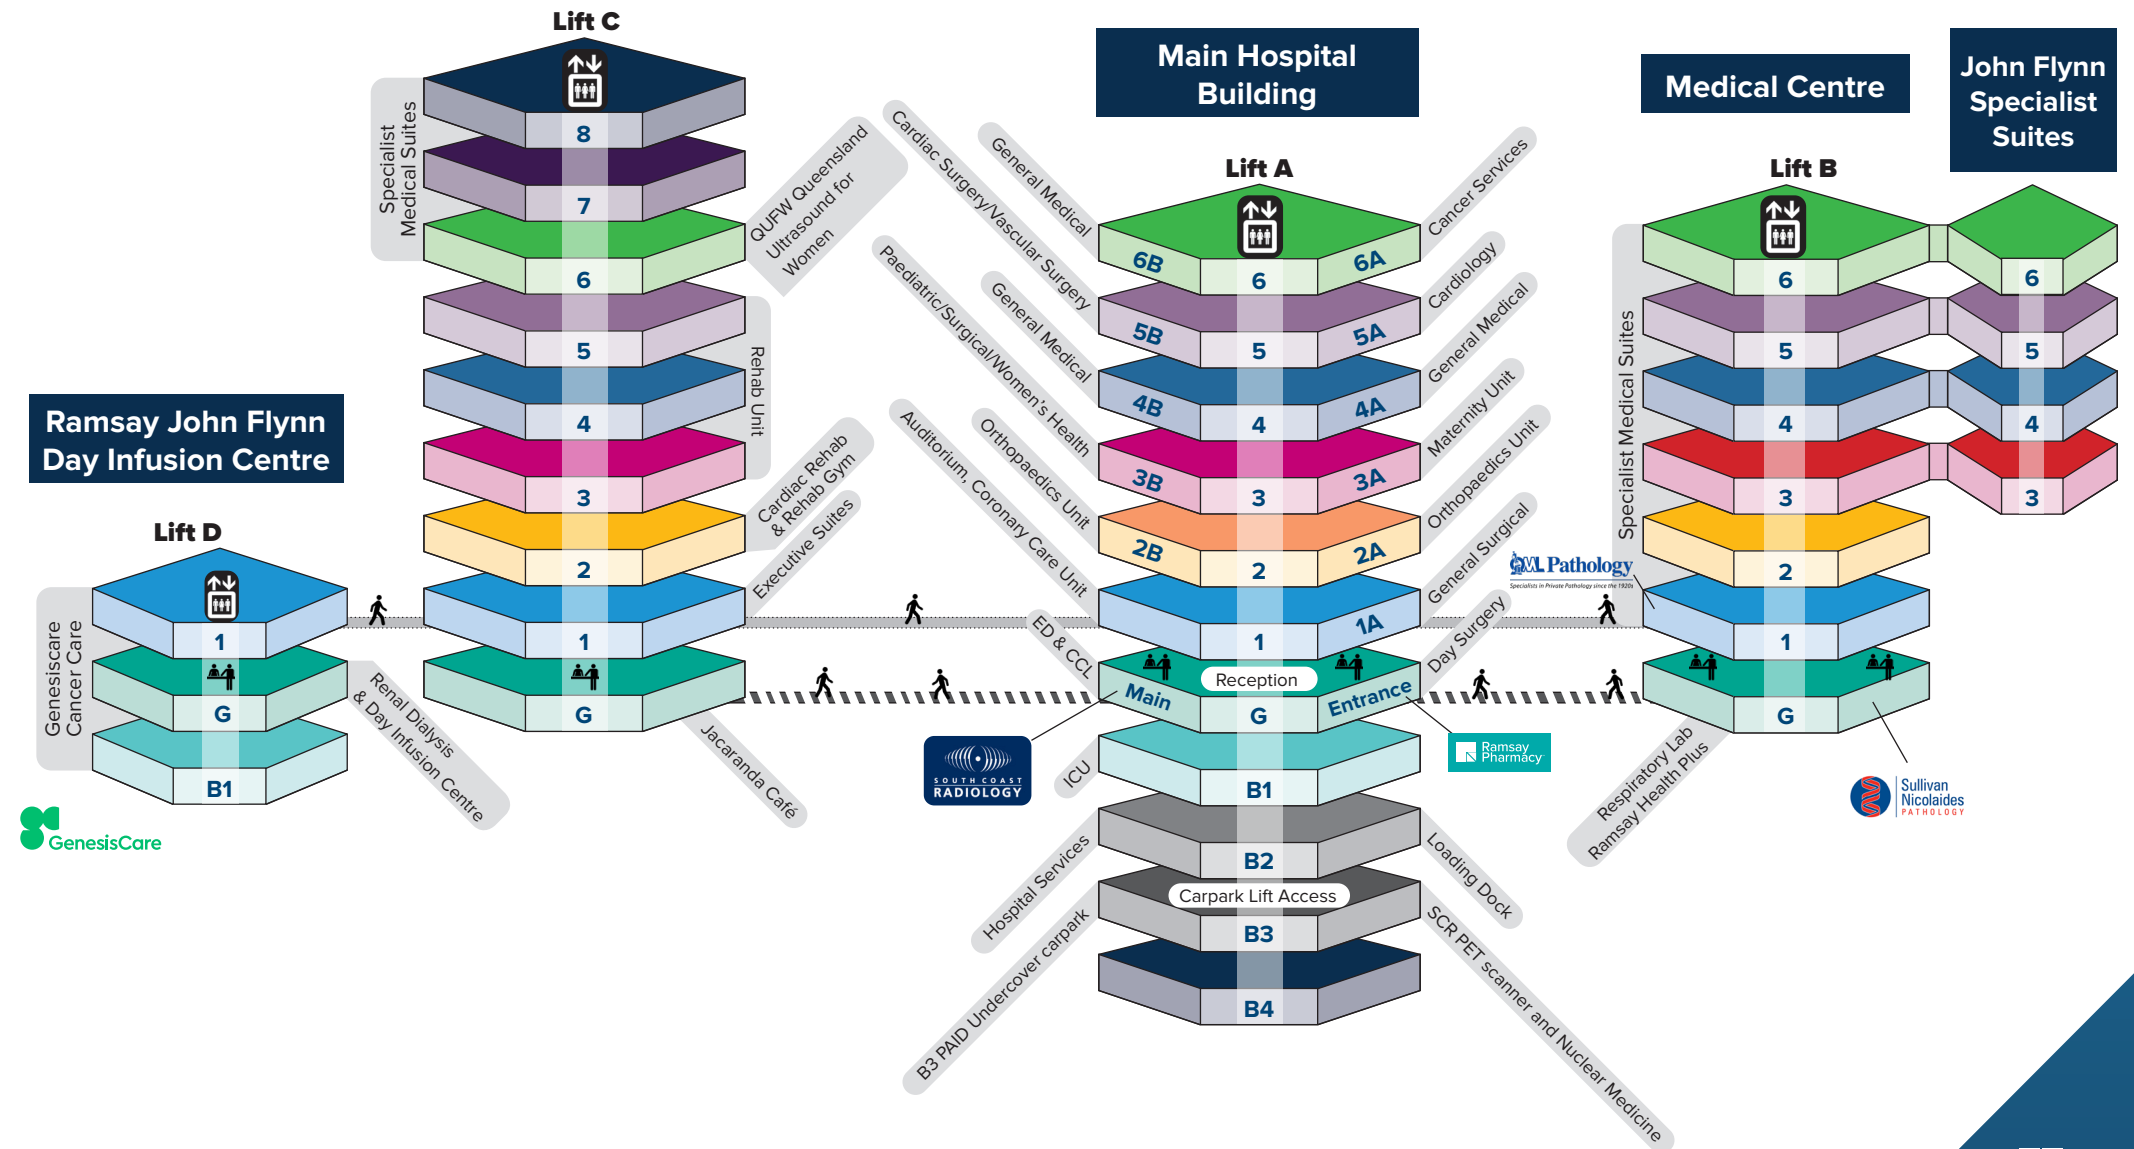 Lift C
8
7
6
5
4
3
2
1
G
Specialist
Medical Suites
QUFW Queensland
Ultrasound for
Women
Rehab Unit
Cardiac Rehab
& Rehab Gym
Executive Suites
Jacaranda Café
Ramsay John Flynn
Day Infusion Centre
Lift D
1
G
B1
Genesiscare
Cancer Care
Renal Dialysis
& Day Infusion Centre
GenesisCare
Main Hospital
Building
Lift A
6B
6
6A
5B
5
5A
4B
4
4A
3B
3
3A
2B
2
2A
1
1A
Reception
Main
G
Entrance
B1
B2
Carpark Lift Access
B3
B4
General Medical
Cardiac Surgery/Vascular Surgery
General Medical
Paediatric/Surgical/Women's Health
Orthopaedics Unit
Auditorium, Coronary Care Unit
ED & CCL
SOUTH COAST
RADIOLOGY
ICU
Hospital Services
B3 PAID Undercover carpark
Cancer Services
Cardiology
General Medical
Maternity Unit
Orthopaedics Unit
General Surgical
Day Surgery
Ramsay
Pharmacy
Loading Dock
SCR PET scanner and Nuclear Medicine
Medical Centre
Lift B
6
5
4
3
2
1
G
Specialist Medical Suites
QML Pathology
Specialists in Private Pathology since the 1920s
Respiratory Lab
Ramsay Health Plus
Sullivan
Nicolaides
PATHOLOGY
John Flynn
Specialist
Suites
6
5
4
3